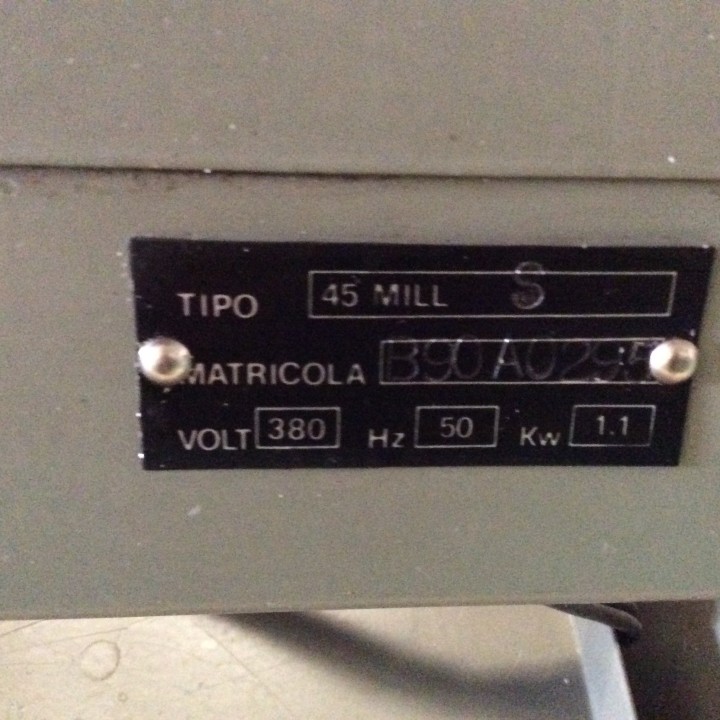 TIPO 45 MILL S
MATRICOLA B90A0295
VOLT 380 Hz 50 Kw 1.1